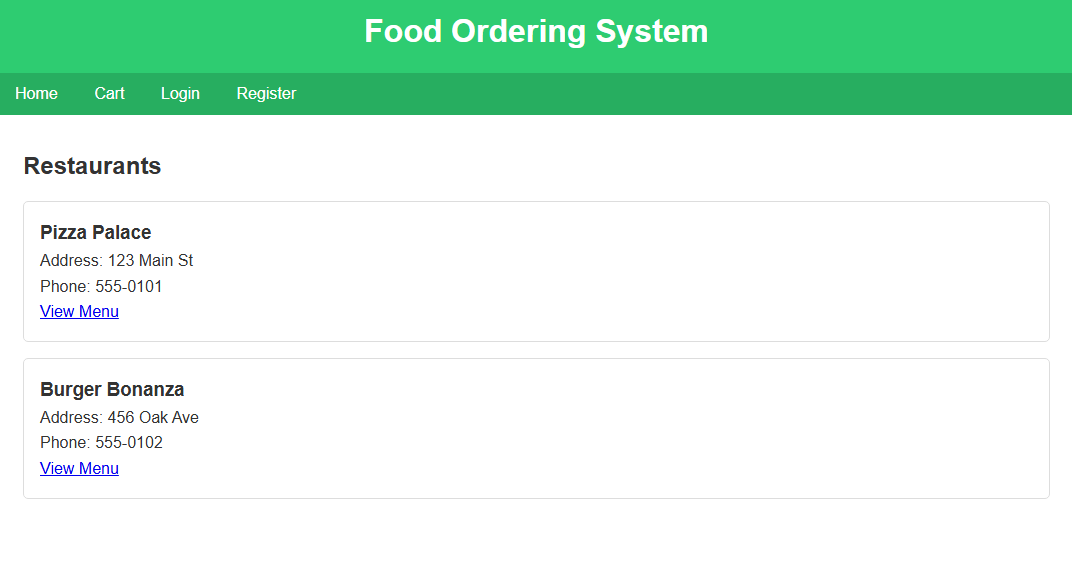 Food Ordering System
Home Cart Login Register
Restaurants
Pizza Palace
Address: 123 Main St
Phone: 555-0101
View Menu
Burger Bonanza
Address: 456 Oak Ave
Phone: 555-0102
View Menu